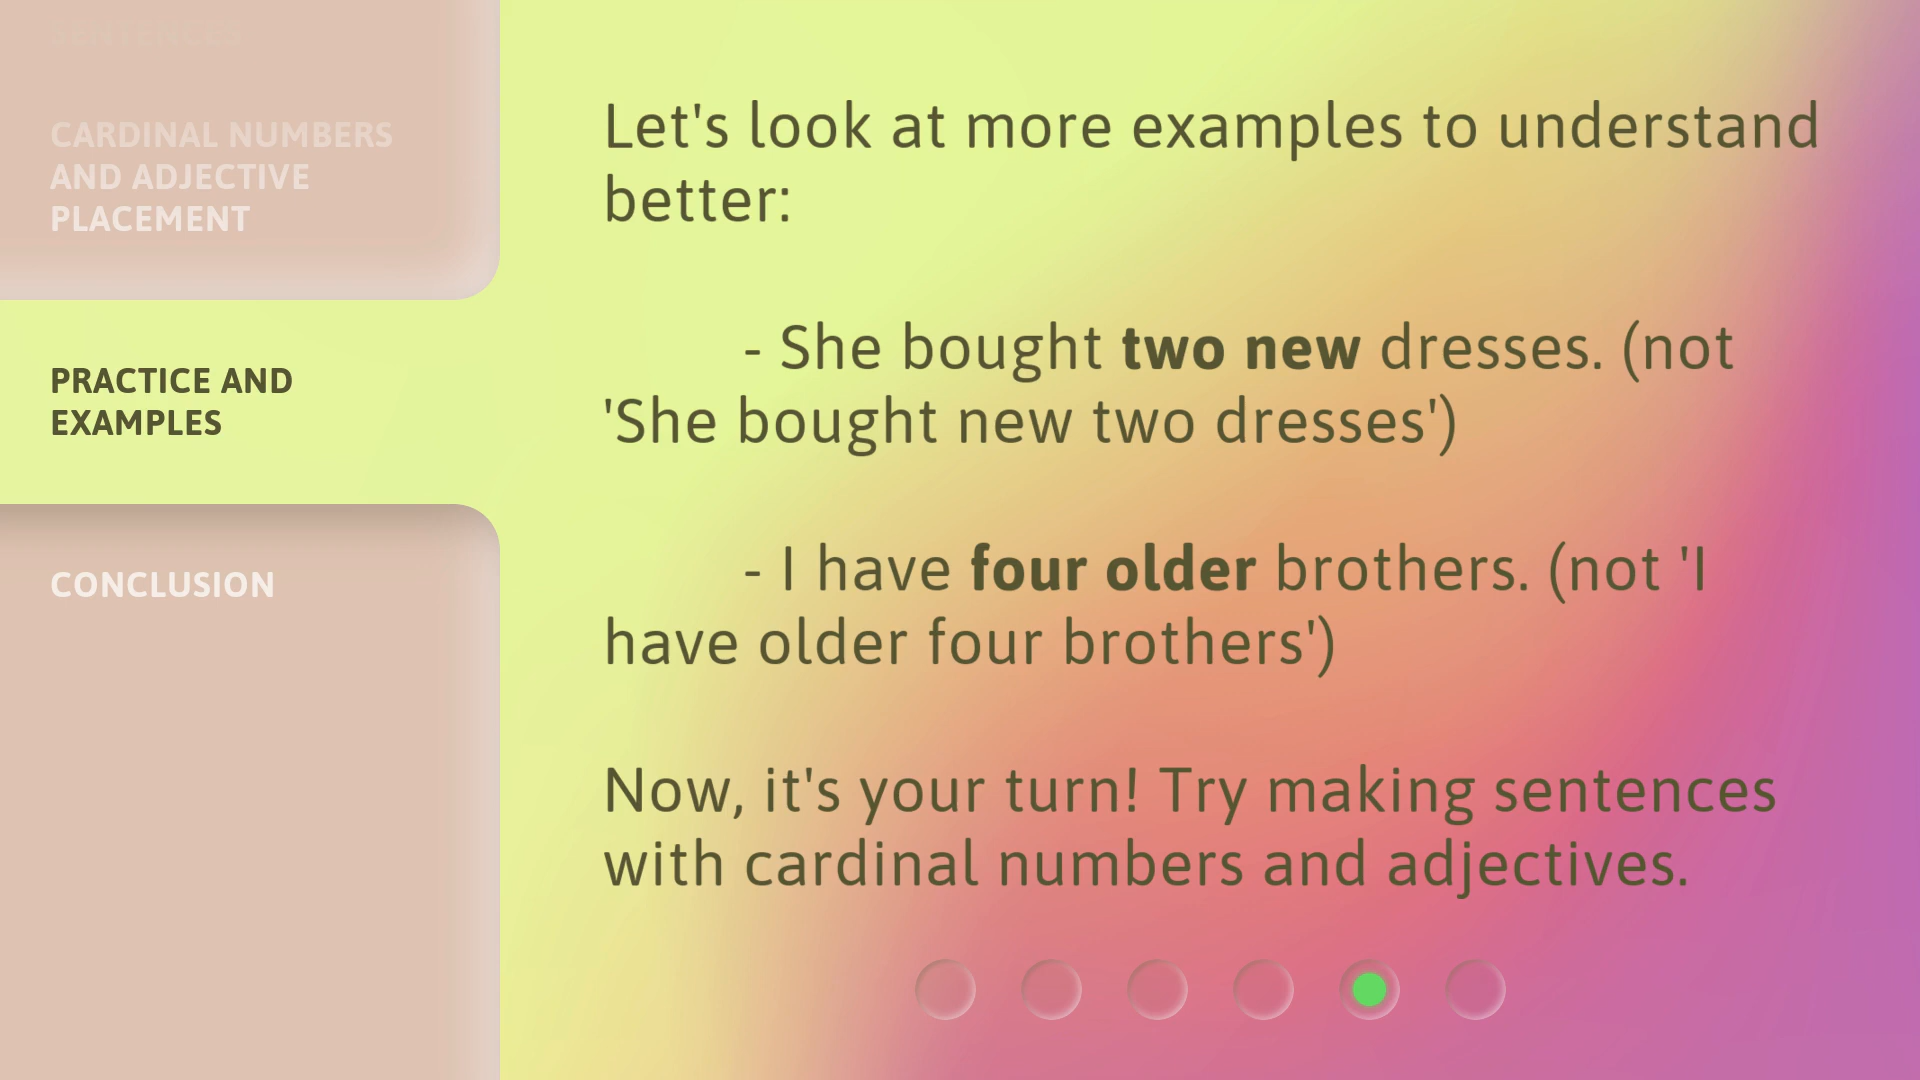 SENTENCES
CARDINAL NUMBERS
AND ADJECTIVE
PLACEMENT
PRACTICE AND
EXAMPLES
CONCLUSION
Let's look at more examples to understand
better:
- She bought two new dresses. (not
'She bought new two dresses')
- I have four older brothers. (not 'I
have older four brothers')
Now, it's your turn! Try making sentences
with cardinal numbers and adjectives.